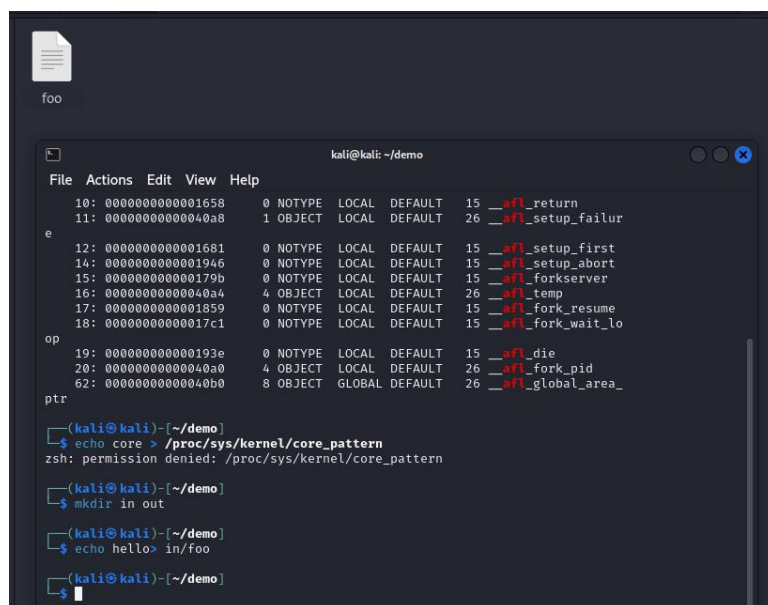 foo
kali@kali: ~/demo
File Actions Edit View Help
10: 0000000000001658 0 NOTYPE LOCAL DEFAULT 15 __afl_return
11: 00000000000040a8 1 OBJECT LOCAL DEFAULT 26 __afl_setup_failur
e
12: 0000000000001681 0 NOTYPE LOCAL DEFAULT 15 __afl_setup_first
14: 0000000000001946 0 NOTYPE LOCAL DEFAULT 15 __afl_setup_abort
15: 000000000000179b 0 NOTYPE LOCAL DEFAULT 15 __afl_forkserver
16: 00000000000040a4 4 OBJECT LOCAL DEFAULT 26 __afl_temp
17: 0000000000001859 0 NOTYPE LOCAL DEFAULT 15 __afl_fork_resume
18: 00000000000017c1 0 NOTYPE LOCAL DEFAULT 15 __afl_fork_wait_lo
op
19: 000000000000193e 0 NOTYPE LOCAL DEFAULT 15 __afl_die
20: 00000000000040a0 4 OBJECT LOCAL DEFAULT 26 __afl_fork_pid
62: 00000000000040b0 8 OBJECT GLOBAL DEFAULT 26 __afl_global_area_
ptr
┌──(kali㉿kali)-[~/demo]
└─$ echo core > /proc/sys/kernel/core_pattern
zsh: permission denied: /proc/sys/kernel/core_pattern
┌──(kali㉿kali)-[~/demo]
└─$ mkdir in out
┌──(kali㉿kali)-[~/demo]
└─$ echo hello> in/foo
┌──(kali㉿kali)-[~/demo]
└─$